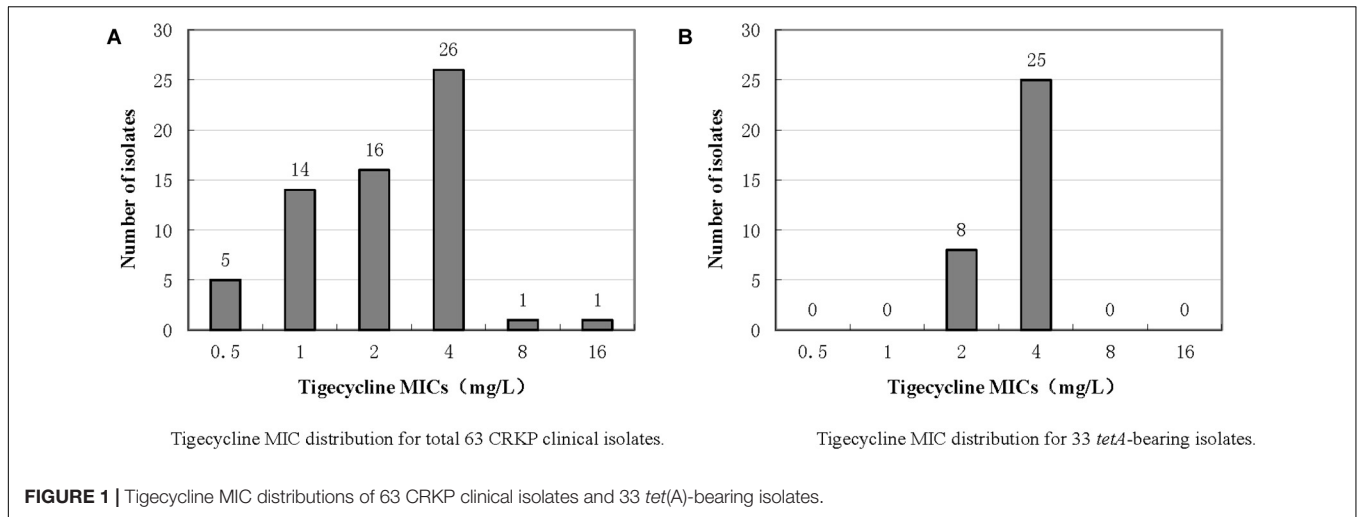 A
30
25
20
15
10
5
0
Number of isolates
5
14
16
26
1
1
0.5 1 2 4 8 16
Tigecycline MICs（mg/L）
Tigecycline MIC distribution for total 63 CRKP clinical isolates.
B
30
25
20
15
10
5
0
Number of isolates
0
0
8
25
0
0
0.5 1 2 4 8 16
Tigecycline MICs（mg/L）
Tigecycline MIC distribution for 33 tetA-bearing isolates.
FIGURE 1 | Tigecycline MIC distributions of 63 CRKP clinical isolates and 33 tet(A)-bearing isolates.